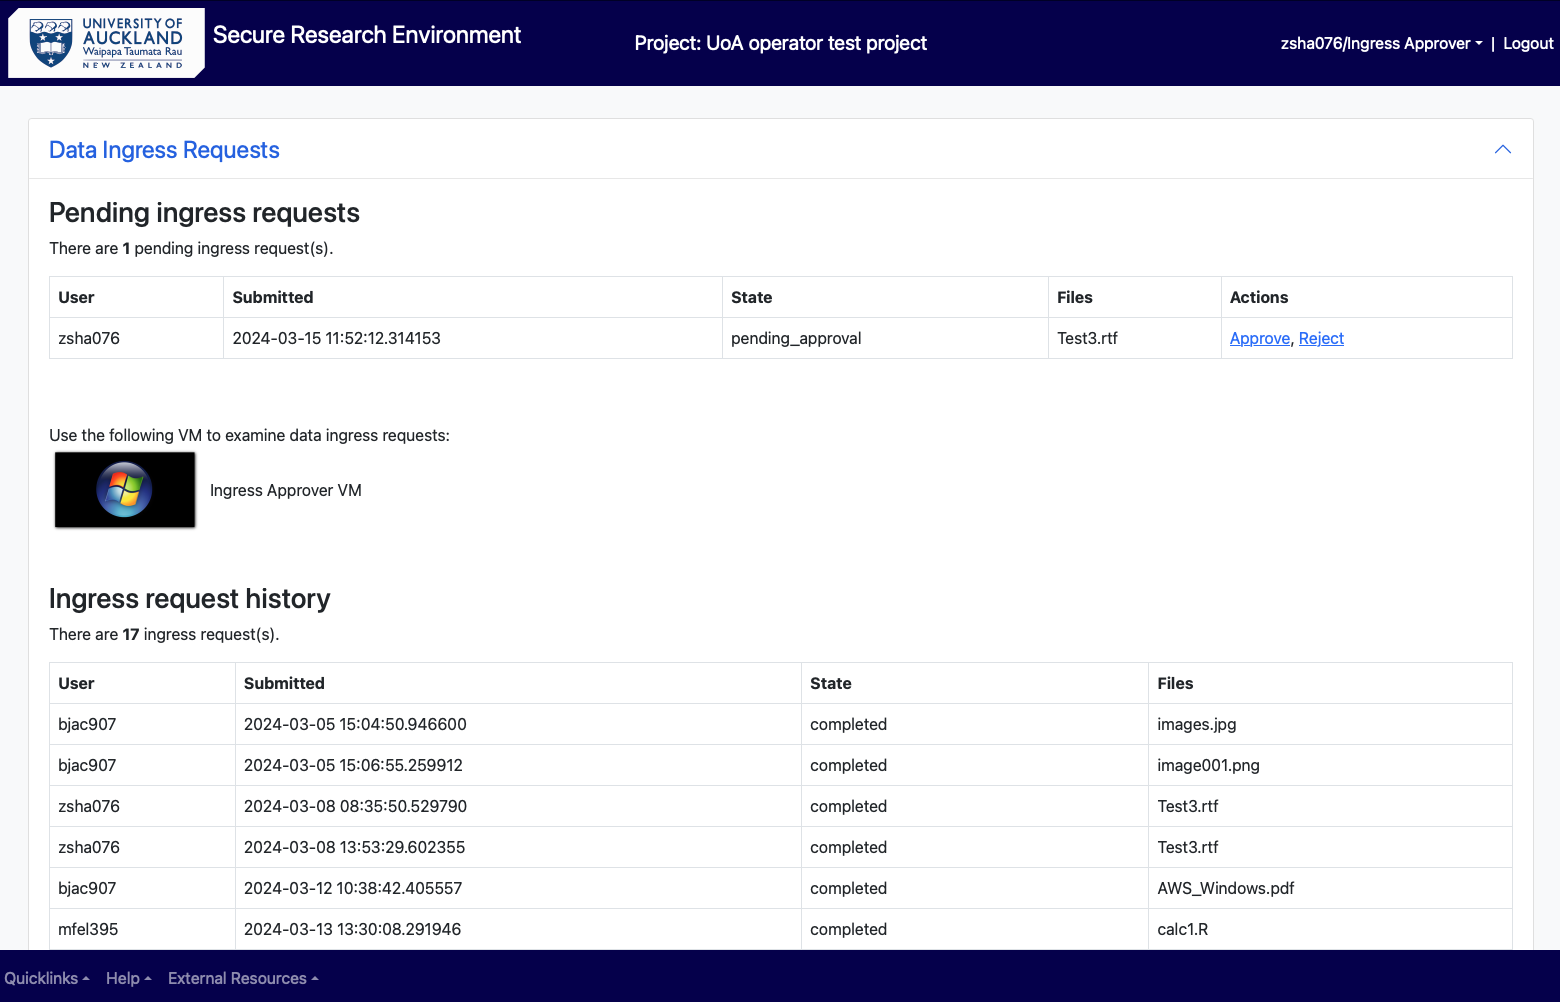 UNIVERSITY OF
AUCKLAND
Waipapa Taumata Rau
NEW ZEALAND
Secure Research Environment
Project: UoA operator test project
zsha076/Ingress Approver | Logout
Data Ingress Requests
Pending ingress requests
There are 1 pending ingress request(s).
User Submitted State Files Actions
zsha076 2024-03-15 11:52:12.314153 pending_approval Test3.rtf Approve, Reject
Use the following VM to examine data ingress requests:
Ingress Approver VM
Ingress request history
There are 17 ingress request(s).
User Submitted State Files
bjac907 2024-03-05 15:04:50.946600 completed images.jpg
bjac907 2024-03-05 15:06:55.259912 completed image001.png
zsha076 2024-03-08 08:35:50.529790 completed Test3.rtf
zsha076 2024-03-08 13:53:29.602355 completed Test3.rtf
bjac907 2024-03-12 10:38:42.405557 completed AWS_Windows.pdf
mfel395 2024-03-13 13:30:08.291946 completed calc1.R
Quicklinks Help External Resources